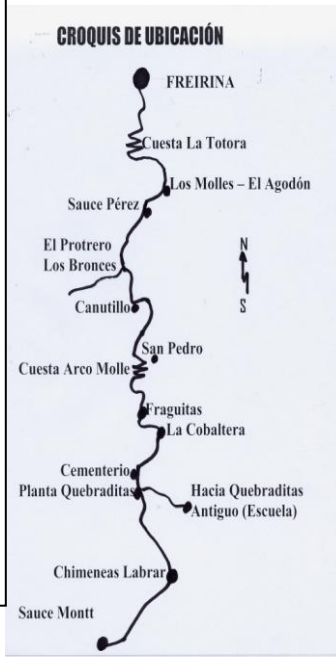 CROQUIS DE UBICACIÓN
FREIRINA
Cuesta La Totora
Los Molles – El Agodón
Sauce Pérez
El Protrero
Los Bronces
N
S
Canutillo
San Pedro
Cuesta Arco Molle
Fraguitas
La Cobaltera
Cementerio
Planta Quebraditas
Hacia Quebraditas
Antiguo (Escuela)
Chimeneas Labrar
Sauce Montt